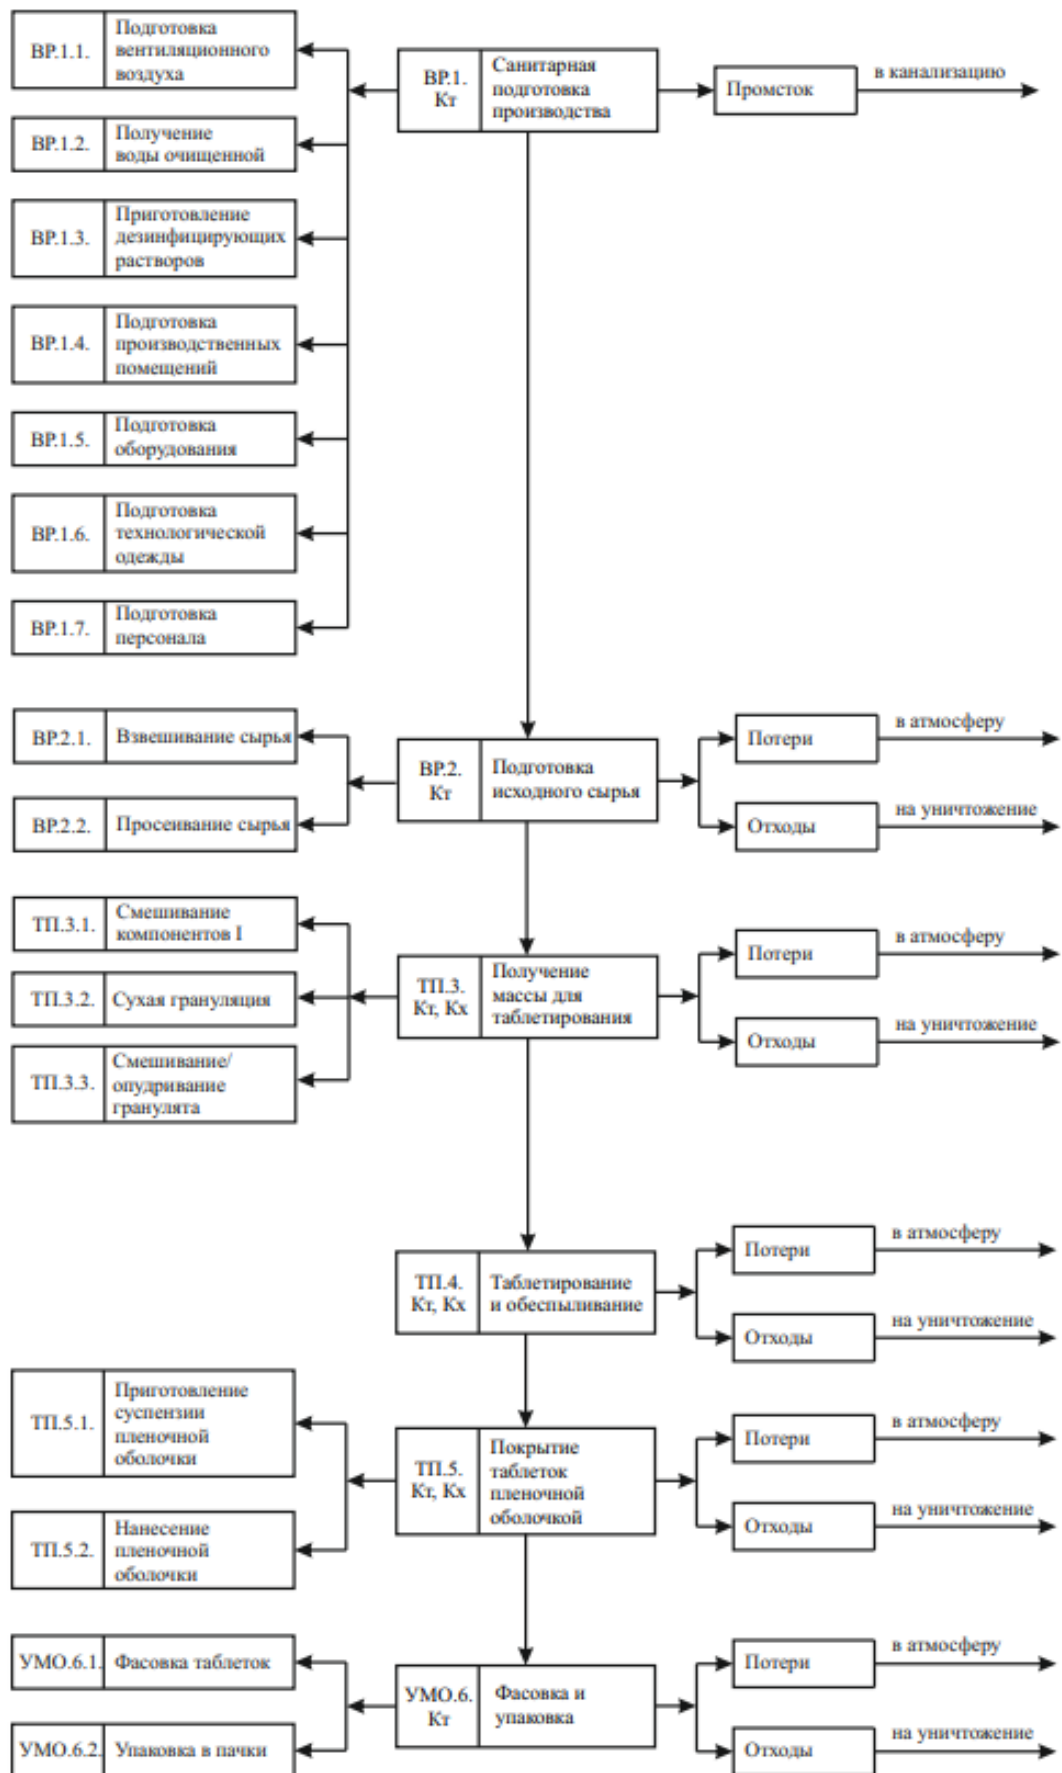 ВР.1.1.
Подготовка
вентиляционного
воздуха
ВР.1.
Кт
Санитарная
подготовка
производства
Промсток
в канализацию
ВР.1.2.
Получение
воды очищенной
ВР.1.3.
Приготовление
дезинфицирующих
растворов
ВР.1.4.
Подготовка
производственных
помещений
ВР.1.5.
Подготовка
оборудования
ВР.1.6.
Подготовка
технологической
одежды
ВР.1.7.
Подготовка
персонала
ВР.2.1.
Взвешивание сырья
ВР.2.2.
Просеивание сырья
ВР.2.
Кт
Подготовка
исходного сырья
Потери
в атмосферу
Отходы
на уничтожение
ТП.3.1.
Смешивание
компонентов I
ТП.3.2.
Сухая грануляция
ТП.3.3.
Смешивание/
опудривание
гранулята
ТП.3.
Кт, Кх
Получение
массы для
таблетирования
Потери
в атмосферу
Отходы
на уничтожение
ТП.4.
Кт, Кх
Таблетирование
и обеспыливание
Потери
в атмосферу
Отходы
на уничтожение
ТП.5.1.
Приготовление
суспензии
пленочной
оболочки
ТП.5.2.
Нанесение
пленочной
оболочки
ТП.5.
Кт, Кх
Покрытие
таблеток
пленочной
оболочкой
Потери
в атмосферу
Отходы
на уничтожение
УМО.6.1.
Фасовка таблеток
УМО.6.2.
Упаковка в пачки
УМО.6.
Кт
Фасовка и
упаковка
Потери
в атмосферу
Отходы
на уничтожение